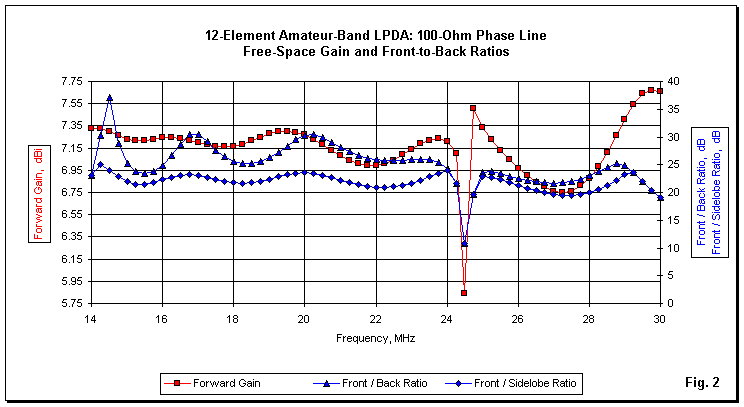 12-Element Amateur-Band LPDA: 100-Ohm Phase Line
Free-Space Gain and Front-to-Back Ratios
7.75
7.55
7.35
7.15
6.95
6.75
6.55
6.35
6.15
5.95
5.75
Forward Gain, dBi
40
35
30
25
20
15
10
5
0
Front / Back Ratio, dB
Front / Sidelobe Ratio, dB
14 16 18 20 22 24 26 28 30
Frequency, MHz
Forward Gain Front / Back Ratio Front / Sidelobe Ratio
Fig. 2